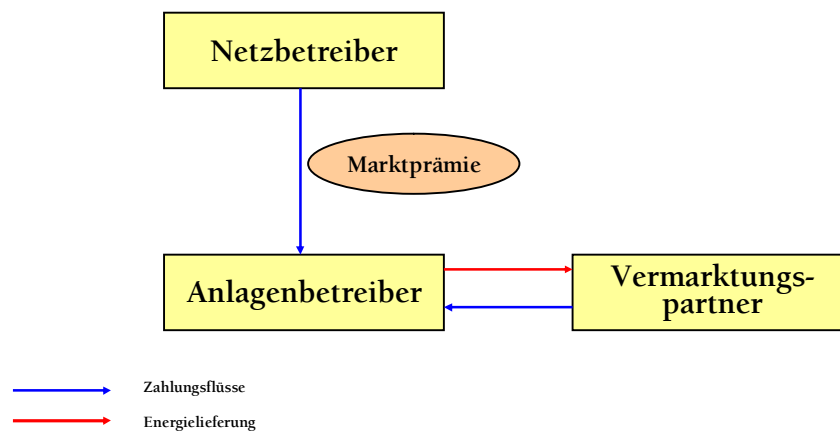 Netzbetreiber
Marktprämie
Anlagenbetreiber
Vermarktungs-
partner
Zahlungsflüsse
Energielieferung